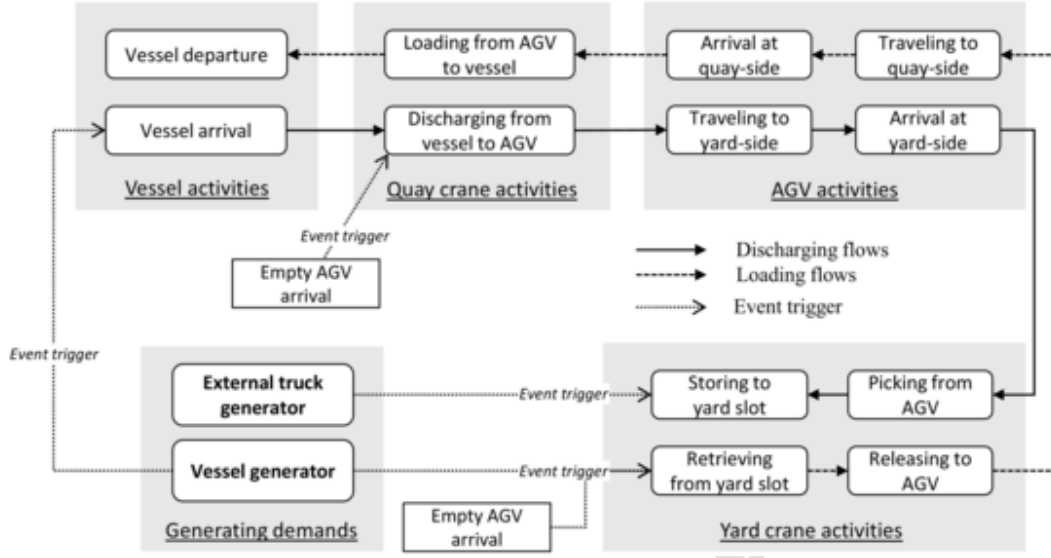 Vessel departure
Loading from AGV
to vessel
Arrival at
quay-side
Traveling to
quay-side
Vessel arrival
Discharging from
vessel to AGV
Traveling to
yard-side
Arrival at
yard-side
Vessel activities
Quay crane activities
AGV activities
Event trigger
Empty AGV
arrival
Discharging flows
Loading flows
Event trigger
Event trigger
External truck
generator
Event trigger
Storing to
yard slot
Picking from
AGV
Vessel generator
Event trigger
Retrieving
from yard slot
Releasing to
AGV
Generating demands
Empty AGV
arrival
Yard crane activities